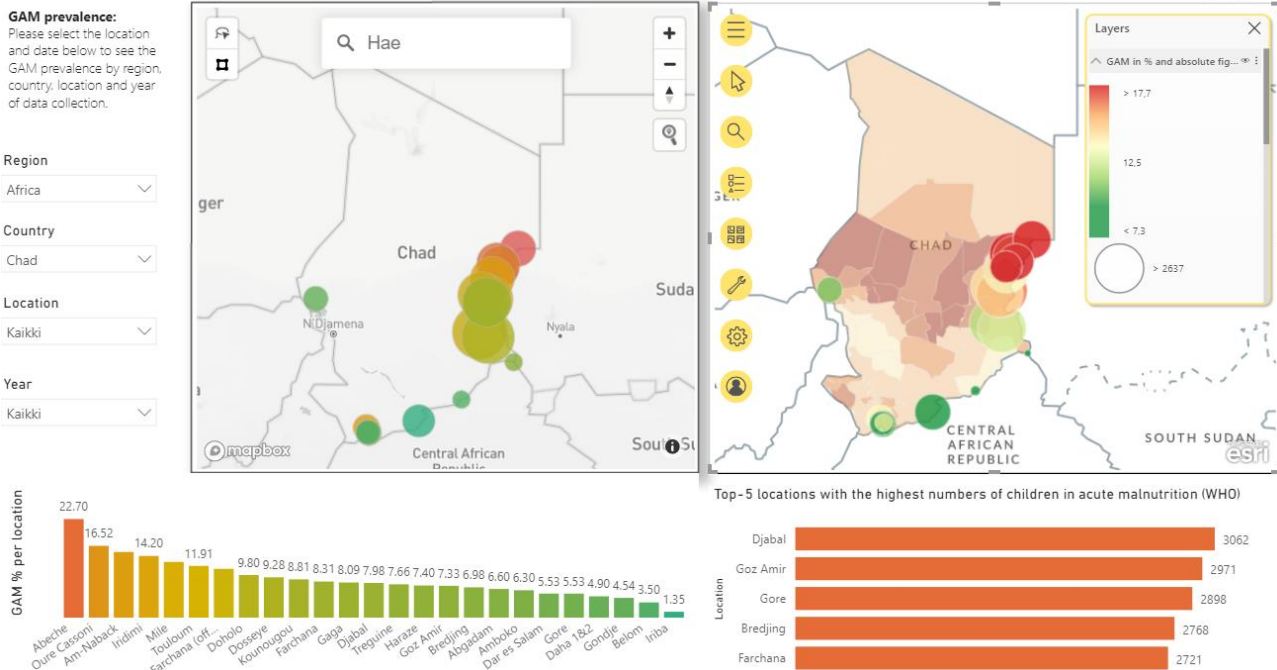 GAM prevalence:
Please select the location
and date below to see the
GAM prevalence by region,
country, location and year
of data collection.
Region
Africa
Country
Chad
Location
Kaikki
Year
Kaikki
Hae
ger
Chad
Suda
N'Djamena
Nyala
Central African
Republic
South Su
mapbox
GER
CHAD
CENTRAL
AFRICAN
REPUBLIC
SOUTH SUDAN
esri
Layers
GAM in % and absolute fig...
> 17,7
12,5
< 7,3
> 2637
GAM % per location
22.70
16.52
14.20
11.91
9.80
9.28
8.81
8.31
8.09
7.98
7.66
7.40
7.33
6.98
6.60
6.30
5.53
5.53
4.90
4.54
3.50
1.35
Abeche
Oure Cassoni
Am-Naback
Iridimi
Mile
Touloum
Farchana (off...
Doholo
Dosseye
Kounoungou
Farchana
Gaga
Djabal
Treguine
Haraze
Goz Amir
Bredjing
Abgadam
Amboko
Dar es Salam
Gore
Daha 1&2
Gondje
Belom
Iriba
Top-5 locations with the highest numbers of children in acute malnutrition (WHO)
Location
Djabal 3062
Goz Amir 2971
Gore 2898
Bredjing 2768
Farchana 2721